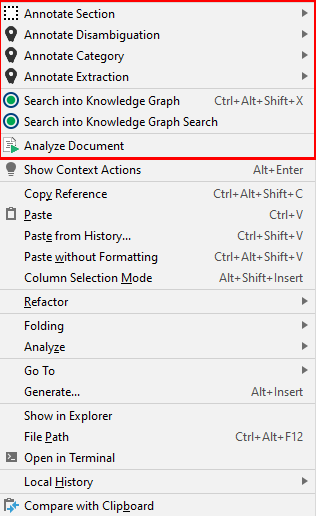 Annotate Section
Annotate Disambiguation
Annotate Category
Annotate Extraction
Search into Knowledge Graph Ctrl+Alt+Shift+X
Search into Knowledge Graph Search
Analyze Document
Show Context Actions Alt+Enter
Copy Reference Ctrl+Alt+Shift+C
Paste Ctrl+V
Paste from History... Ctrl+Shift+V
Paste without Formatting Ctrl+Alt+Shift+V
Column Selection Mode Alt+Shift+Insert
Refactor
Folding
Analyze
Go To
Generate... Alt+Insert
Show in Explorer
File Path Ctrl+Alt+F12
Open in Terminal
Local History
Compare with Clipboard